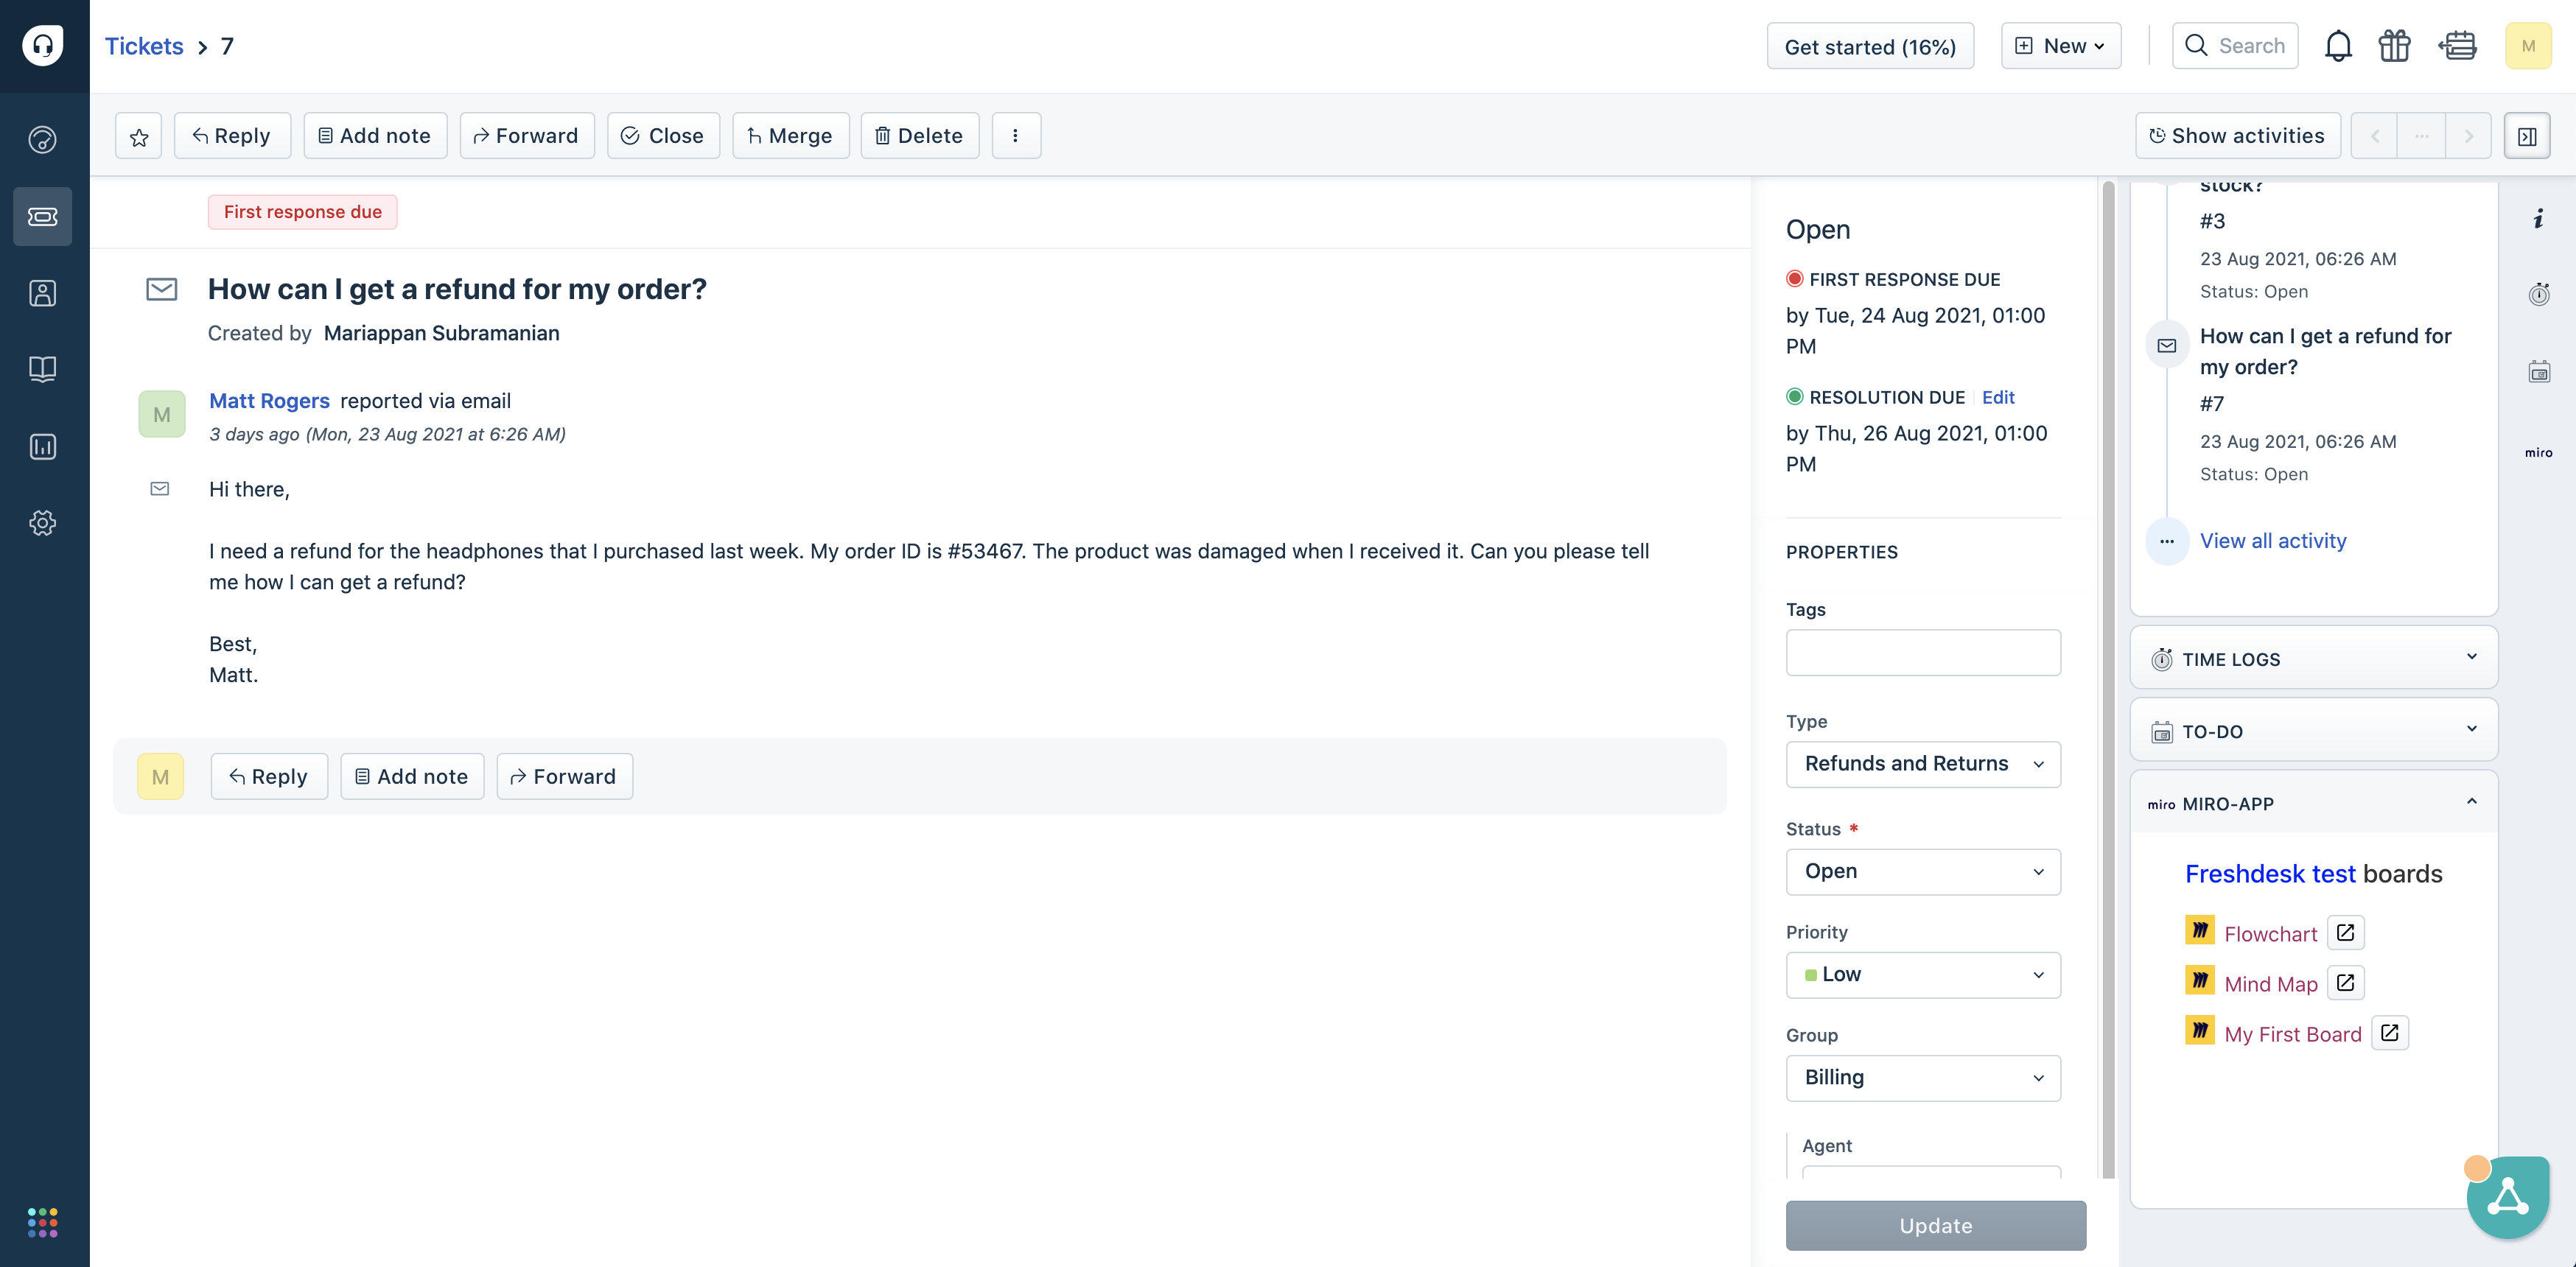 Tickets > 7
Get started (16%)
New
Search
M
Reply
Add note
Forward
Close
Merge
Delete
Show activities
First response due
How can I get a refund for my order?
Created by Mariappan Subramanian
M
Matt Rogers reported via email
3 days ago (Mon, 23 Aug 2021 at 6:26 AM)
Hi there,
I need a refund for the headphones that I purchased last week. My order ID is #53467. The product was damaged when I received it. Can you please tell
me how I can get a refund?
Best,
Matt.
M
Reply
Add note
Forward
Open
FIRST RESPONSE DUE
by Tue, 24 Aug 2021, 01:00
PM
RESOLUTION DUE Edit
by Thu, 26 Aug 2021, 01:00
PM
PROPERTIES
Tags
Type
Refunds and Returns
Status *
Open
Priority
Low
Group
Billing
Agent
Update
stock?
#3
23 Aug 2021, 06:26 AM
Status: Open
How can I get a refund for
my order?
#7
23 Aug 2021, 06:26 AM
Status: Open
View all activity
TIME LOGS
TO-DO
miro MIRO-APP
Freshdesk test boards
Flowchart
Mind Map
My First Board
i
miro